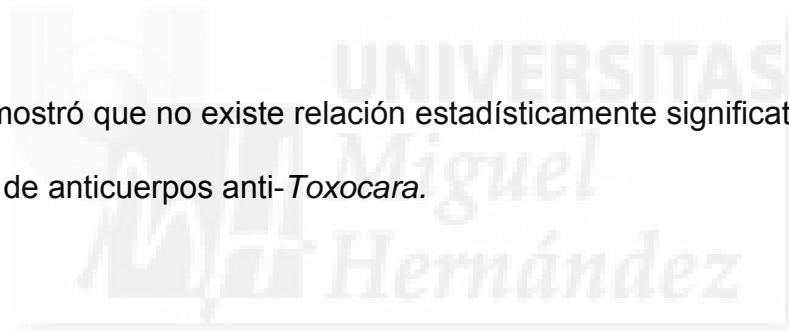 UNIVERSITAS
mostró que no existe relación estadísticamente significat
Miguel
de anticuerpos anti-Toxocara.
Hernández